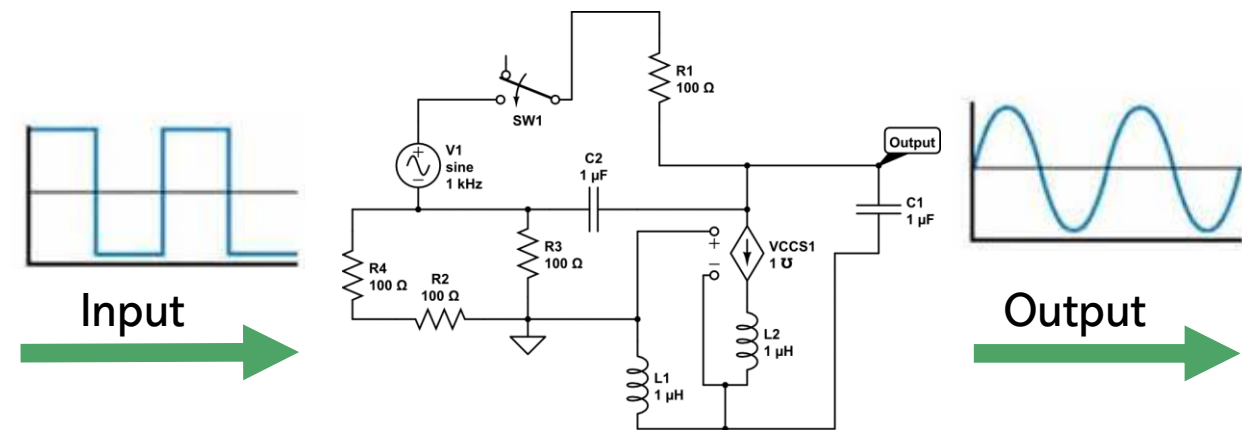 Input
SW1
V1
sine
1 kHz
R1
100 Ω
C2
1 µF
Output
C1
1 µF
R4
100 Ω
R2
100 Ω
R3
100 Ω
+
−
VCCS1
1 ℧
L2
1 µH
L1
1 µH
Output